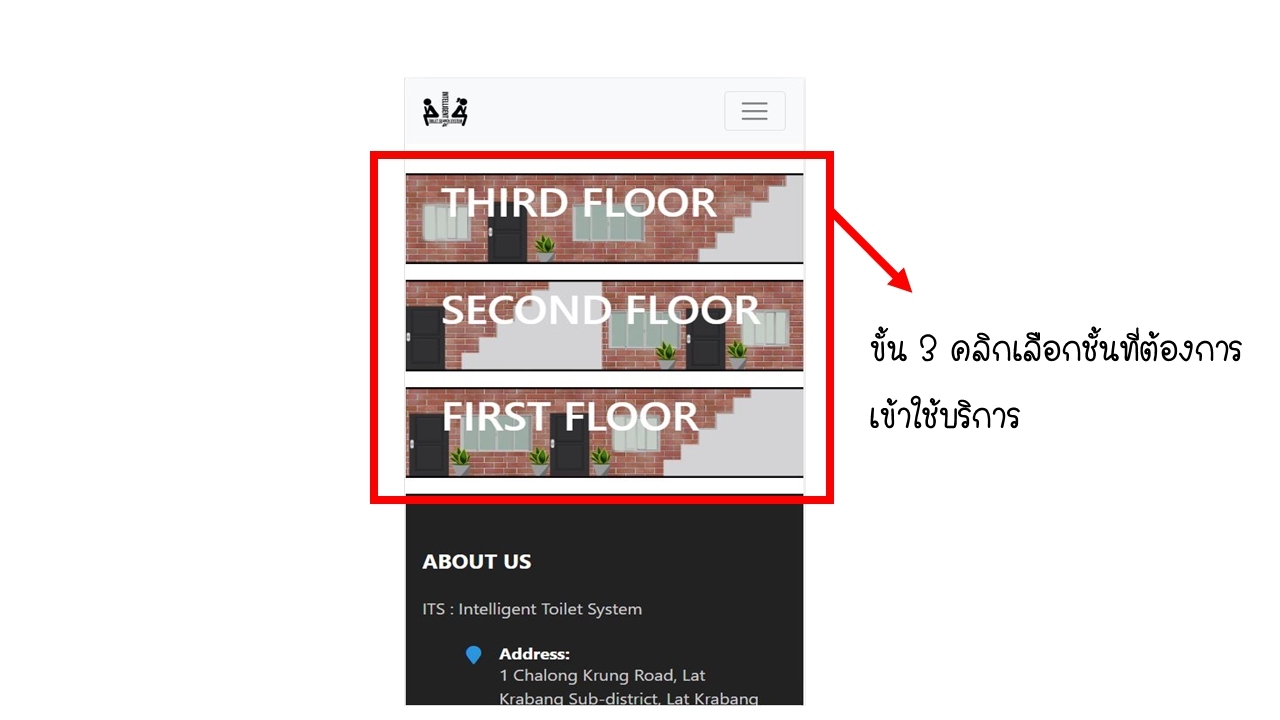 INTELLIGENT
THIRD FLOOR
SECOND FLOOR
FIRST FLOOR
ขั้น 3 คลิกเลือกชั้นที่ต้องการ
เข้าใช้บริการ
ABOUT US
ITS : Intelligent Toilet System
Address:
1 Chalong Krung Road, Lat
Krabang Sub-district, Lat Krabang